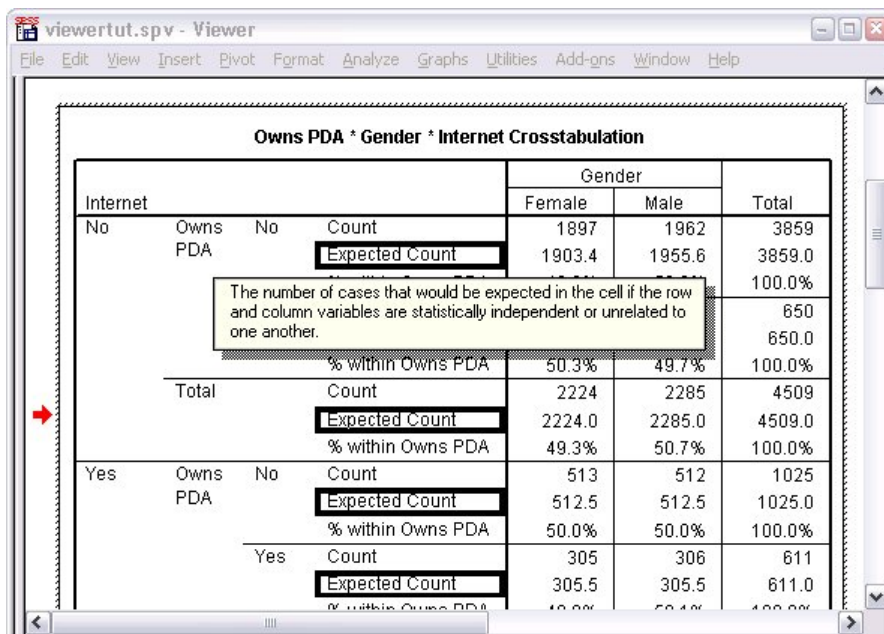 viewertut.spv - Viewer
File Edit View Insert Pivot Format Analyze Graphs Utilities Add-ons Window Help
Owns PDA * Gender * Internet Crosstabulation
Gender
Internet Female Male Total
No Owns PDA No Count 1897 1962 3859
Expected Count 1903.4 1955.6 3859.0
100.0%
The number of cases that would be expected in the cell if the row
and column variables are statistically independent or unrelated to
one another.
650
650.0
% within Owns PDA 50.3% 49.7% 100.0%
Total Count 2224 2285 4509
Expected Count 2224.0 2285.0 4509.0
% within Owns PDA 49.3% 50.7% 100.0%
Yes Owns PDA No Count 513 512 1025
Expected Count 512.5 512.5 1025.0
% within Owns PDA 50.0% 50.0% 100.0%
Yes Count 305 306 611
Expected Count 305.5 305.5 611.0
% within Owns PDA